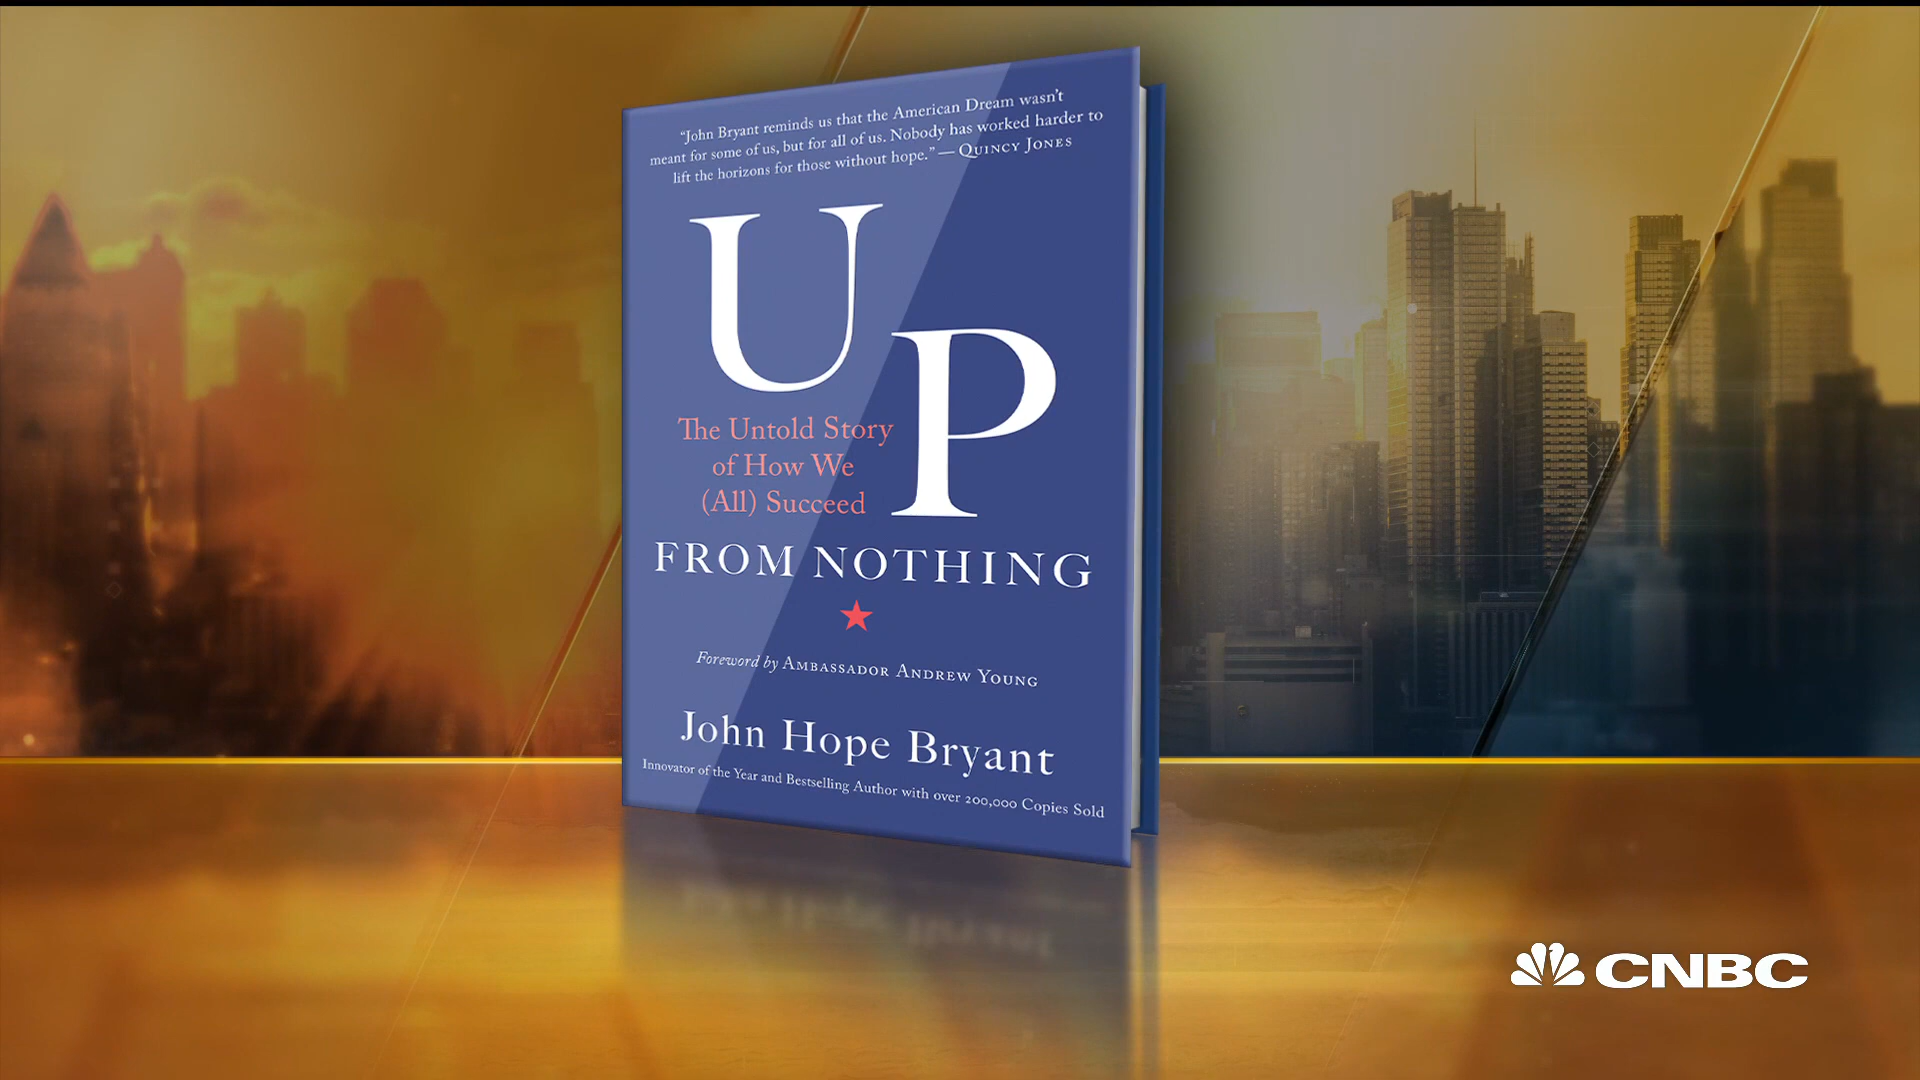 “John Bryant reminds us that the American Dream wasn’t
meant for some of us, but for all of us. Nobody has worked harder to
lift the horizons for those without hope.” — QUINCY JONES
UP
The Untold Story
of How We
(All) Succeed
FROM NOTHING
Foreword by AMBASSADOR ANDREW YOUNG
John Hope Bryant
Innovator of the Year and Bestselling Author with over 200,000 Copies Sold
CNBC